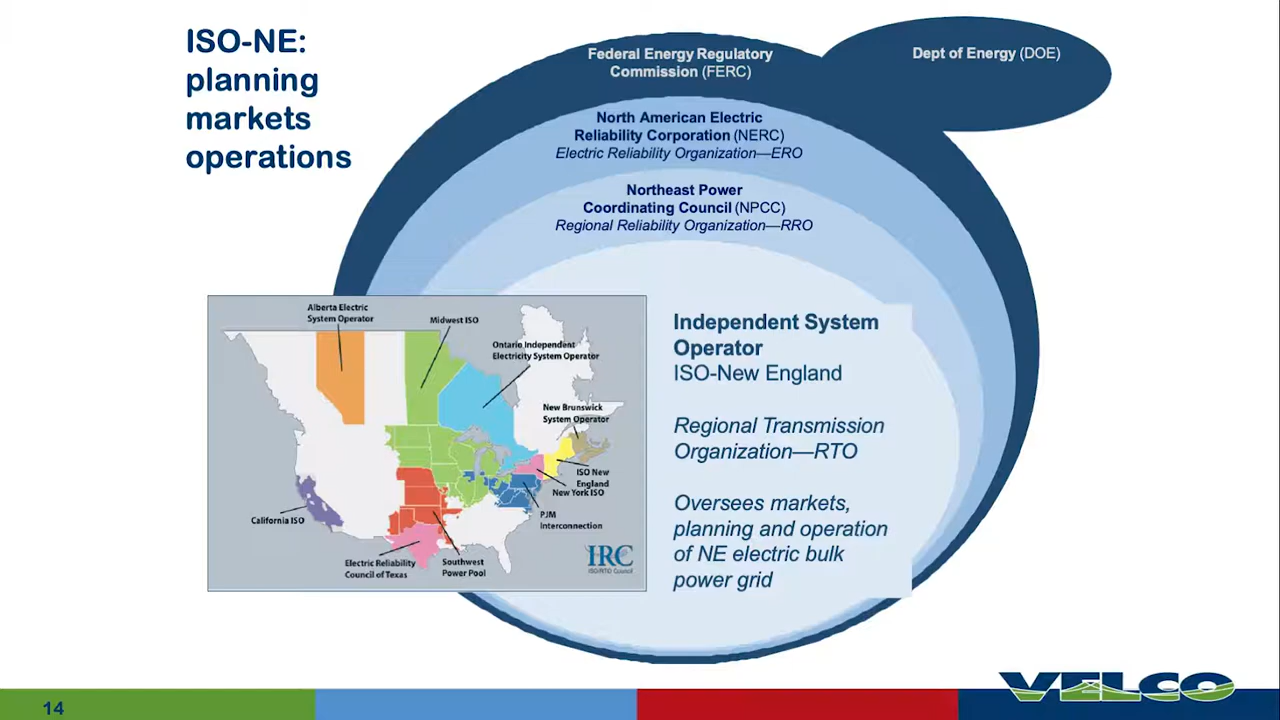 ISO-NE:
planning
markets
operations
Federal Energy Regulatory
Commission (FERC)
Dept of Energy (DOE)
North American Electric
Reliability Corporation (NERC)
Electric Reliability Organization—ERO
Northeast Power
Coordinating Council (NPCC)
Regional Reliability Organization—RRO
Alberta Electric
System Operator
Midwest ISO
Ontario Independent
Electricity System Operator
New Brunswick
System Operator
ISO New
England
New York ISO
PJM
Interconnection
California ISO
Electric Reliability
Council of Texas
Southwest
Power Pool
IRC
ISO/RTO Council
Independent System
Operator
ISO-New England
Regional Transmission
Organization—RTO
Oversees markets,
planning and operation
of NE electric bulk
power grid
VELCO
14